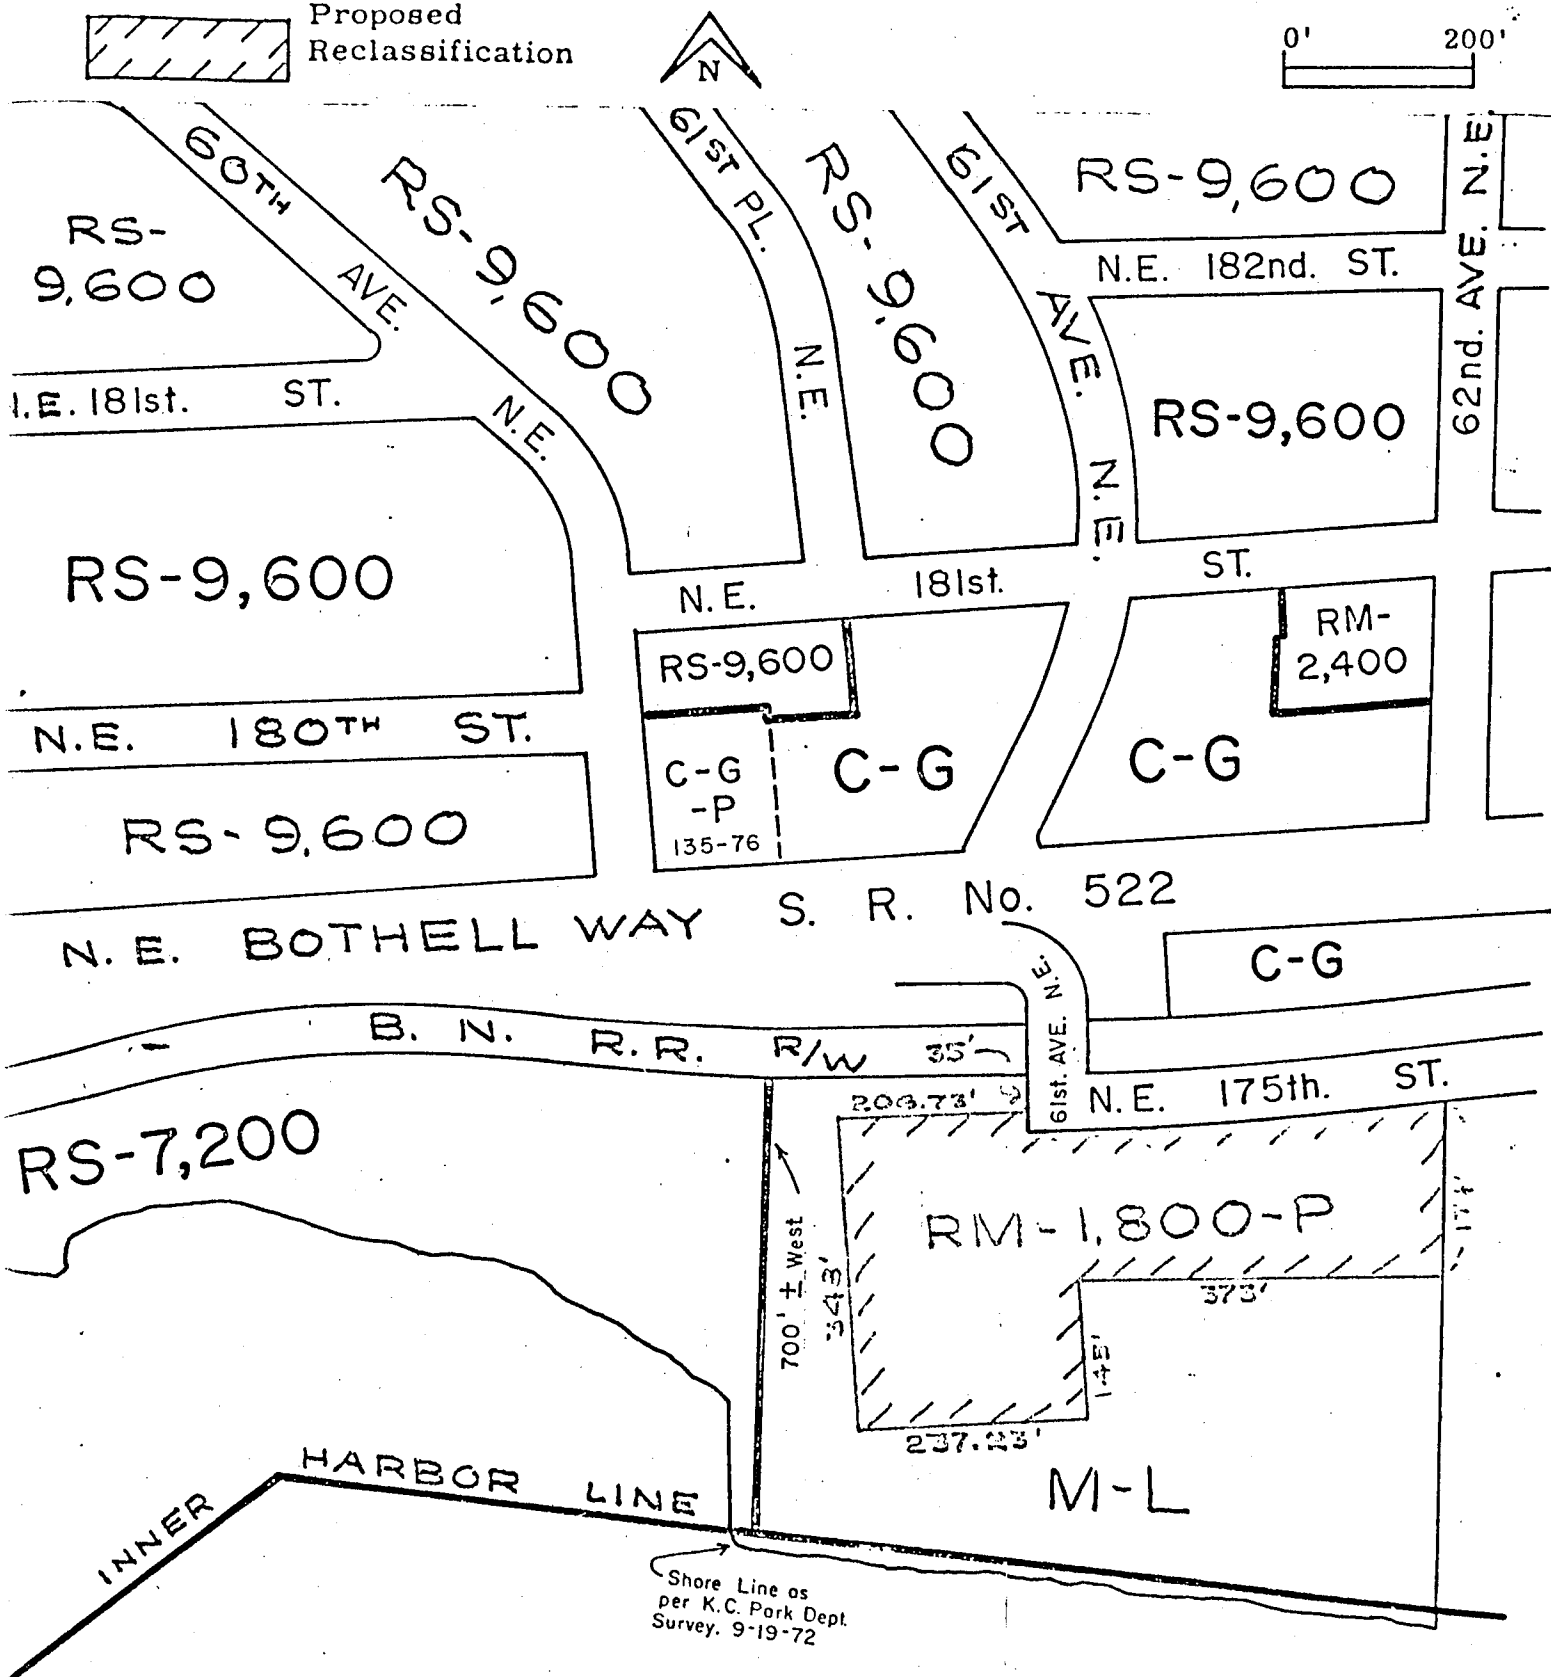 Proposed
Reclassification
N
0' 200'
60TH AVE. N.E.
RS-9,600
61ST PL. N.E.
RS-9,600
61ST AVE. N.E.
RS-9,600
62nd. AVE. N.E.
RS-
9,600
N.E. 182nd. ST.
.E. 181st. ST.
RS-9,600
RS-9,600
N.E. 181st. ST.
RS-9,600
RM-
2,400
N.E. 180TH ST.
C-G
-P
135-76
C-G
C-G
RS-9,600
N.E. BOTHELL WAY S. R. No. 522
C-G
B. N. R.R. R/W 35'
61st. AVE. N.E.
N.E. 175th. ST.
206.73'
RS-7,200
RM-1,800-P
700' ± West
343'
373'
145'
237.23'
M-L
INNER HARBOR LINE
Shore Line as
per K.C. Park Dept.
Survey. 9-19-72